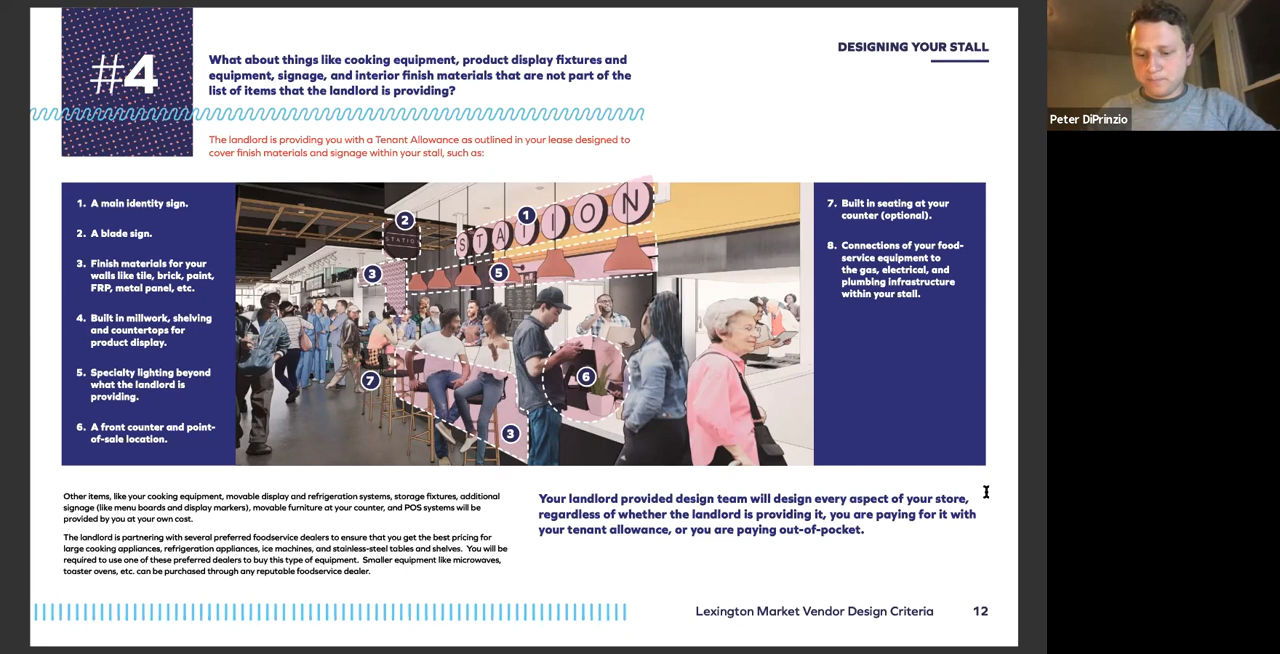 #4
What about things like cooking equipment, product display fixtures and
equipment, signage, and interior finish materials that are not part of the
list of items that the landlord is providing?
DESIGNING YOUR STALL
The landlord is providing you with a Tenant Allowance as outlined in your lease designed to
cover finish materials and signage within your stall, such as:
1. A main identity sign.
2. A blade sign.
3. Finish materials for your
walls like tile, brick, paint,
FRP, metal panel, etc.
4. Built in millwork, shelving
and countertops for
product display.
5. Specialty lighting beyond
what the landlord is
providing.
6. A front counter and point-
of-sale location.
STATION
1
2
STATIO
3
5
6
7
3
7. Built in seating at your
counter (optional).
8. Connections of your food-
service equipment to
the gas, electrical, and
plumbing infrastructure
within your stall.
Other items, like your cooking equipment, movable display and refrigeration systems, storage fixtures, additional
signage (like menu boards and display markers), movable furniture at your counter, and POS systems will be
provided by you at your own cost.
The landlord is partnering with several preferred foodservice dealers to ensure that you get the best pricing for
large cooking appliances, refrigeration appliances, ice machines, and stainless-steel tables and shelves. You will be
required to use one of these preferred dealers to buy this type of equipment. Smaller equipment like microwaves,
toaster ovens, etc. can be purchased through any reputable foodservice dealer.
Your landlord provided design team will design every aspect of your store,
regardless of whether the landlord is providing it, you are paying for it with
your tenant allowance, or you are paying out-of-pocket.
Lexington Market Vendor Design Criteria 12
Peter DiPrinzio